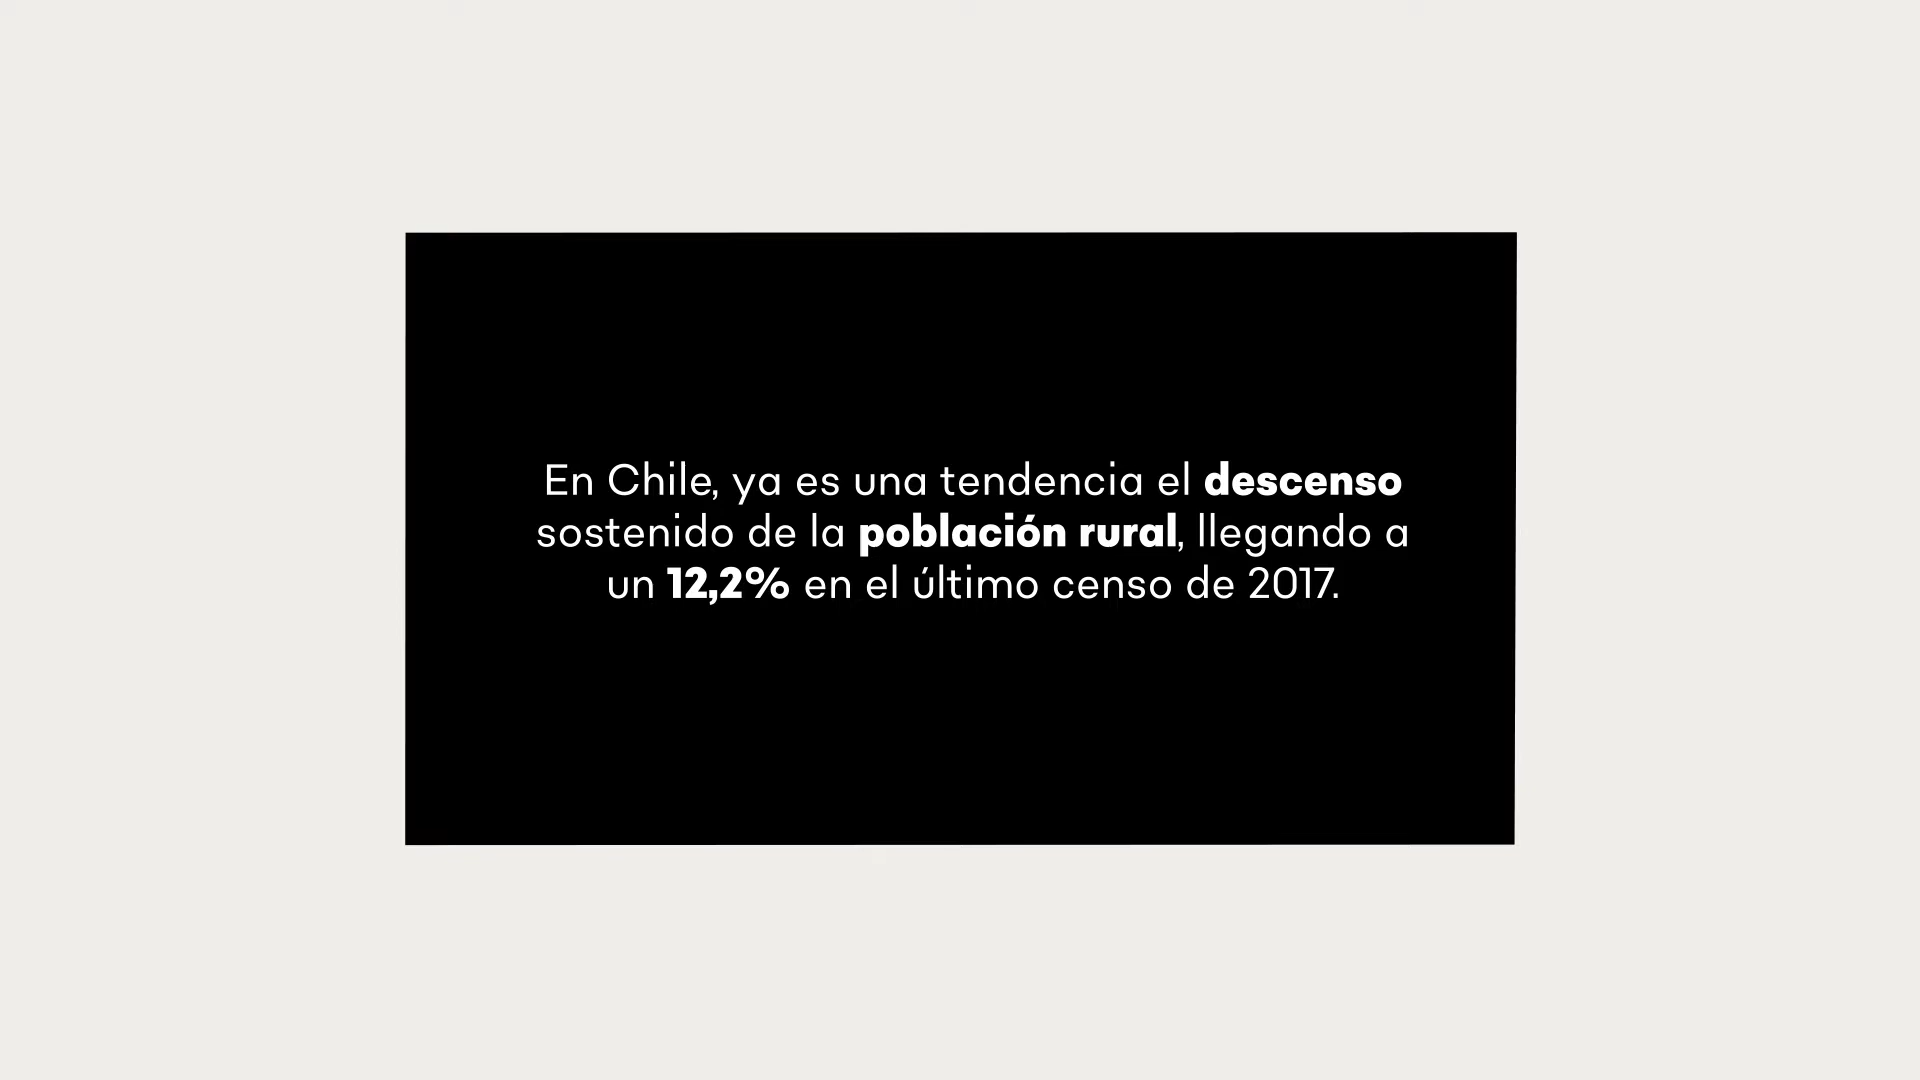 En Chile, ya es una tendencia el descenso
sostenido de la población rural, llegando a
un 12,2% en el último censo de 2017.